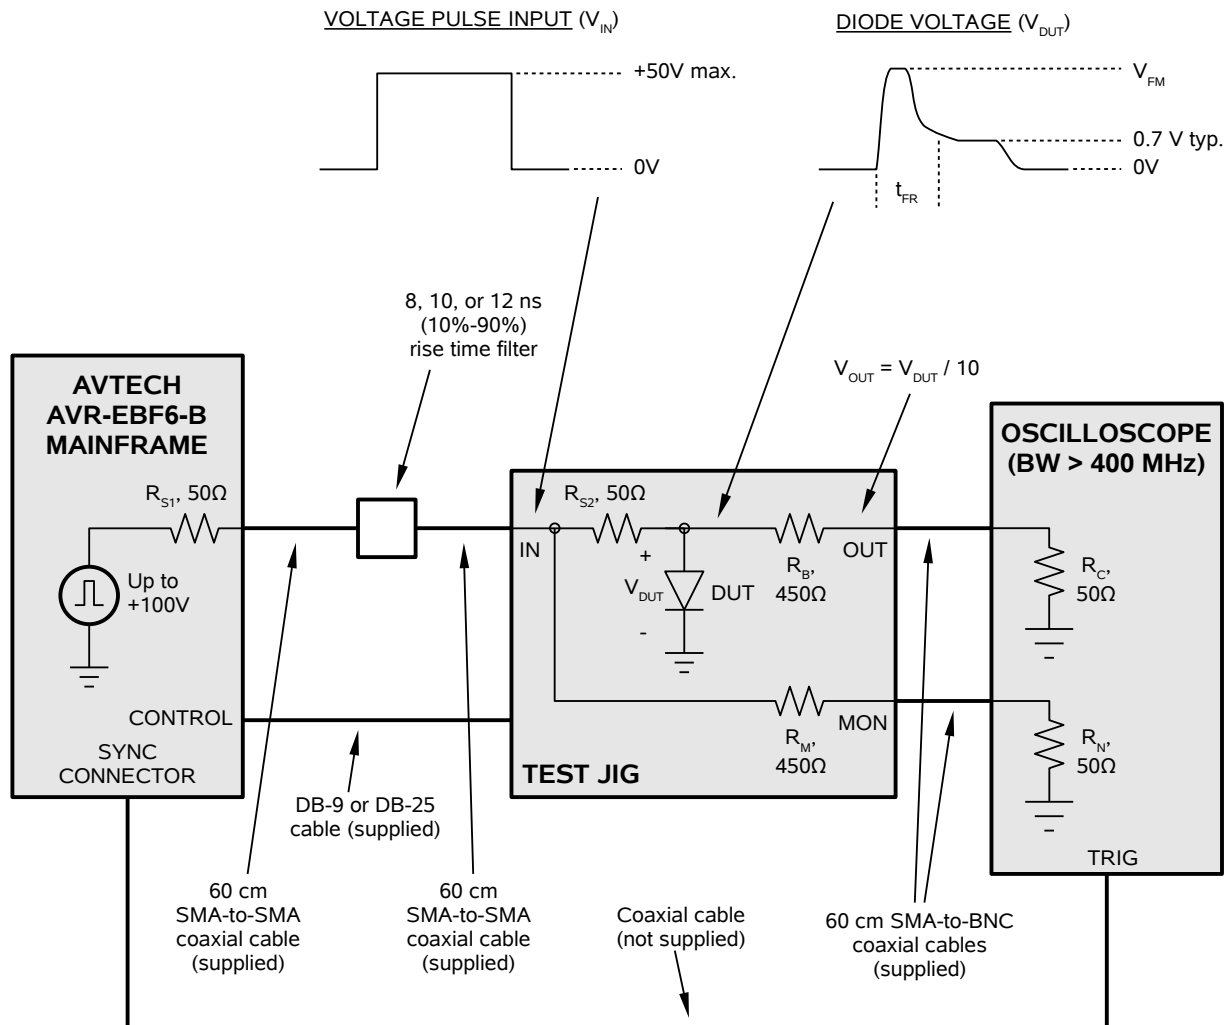 VOLTAGE PULSE INPUT (V_IN)
+50V max.
0V
DIODE VOLTAGE (V_DUT)
V_FM
0.7 V typ.
0V
t_FR
8, 10, or 12 ns
(10%-90%)
rise time filter
V_OUT = V_DUT / 10
AVTECH
AVR-EBF6-B
MAINFRAME
R_S1, 50Ω
Up to
+100V
CONTROL
SYNC
CONNECTOR
IN
R_S2, 50Ω
+
V_DUT
-
DUT
R_B,
450Ω
OUT
R_M,
450Ω
MON
TEST JIG
OSCILLOSCOPE
(BW > 400 MHz)
R_C,
50Ω
R_N,
50Ω
TRIG
DB-9 or DB-25
cable (supplied)
60 cm
SMA-to-SMA
coaxial cable
(supplied)
60 cm
SMA-to-SMA
coaxial cable
(supplied)
Coaxial cable
(not supplied)
60 cm SMA-to-BNC
coaxial cables
(supplied)